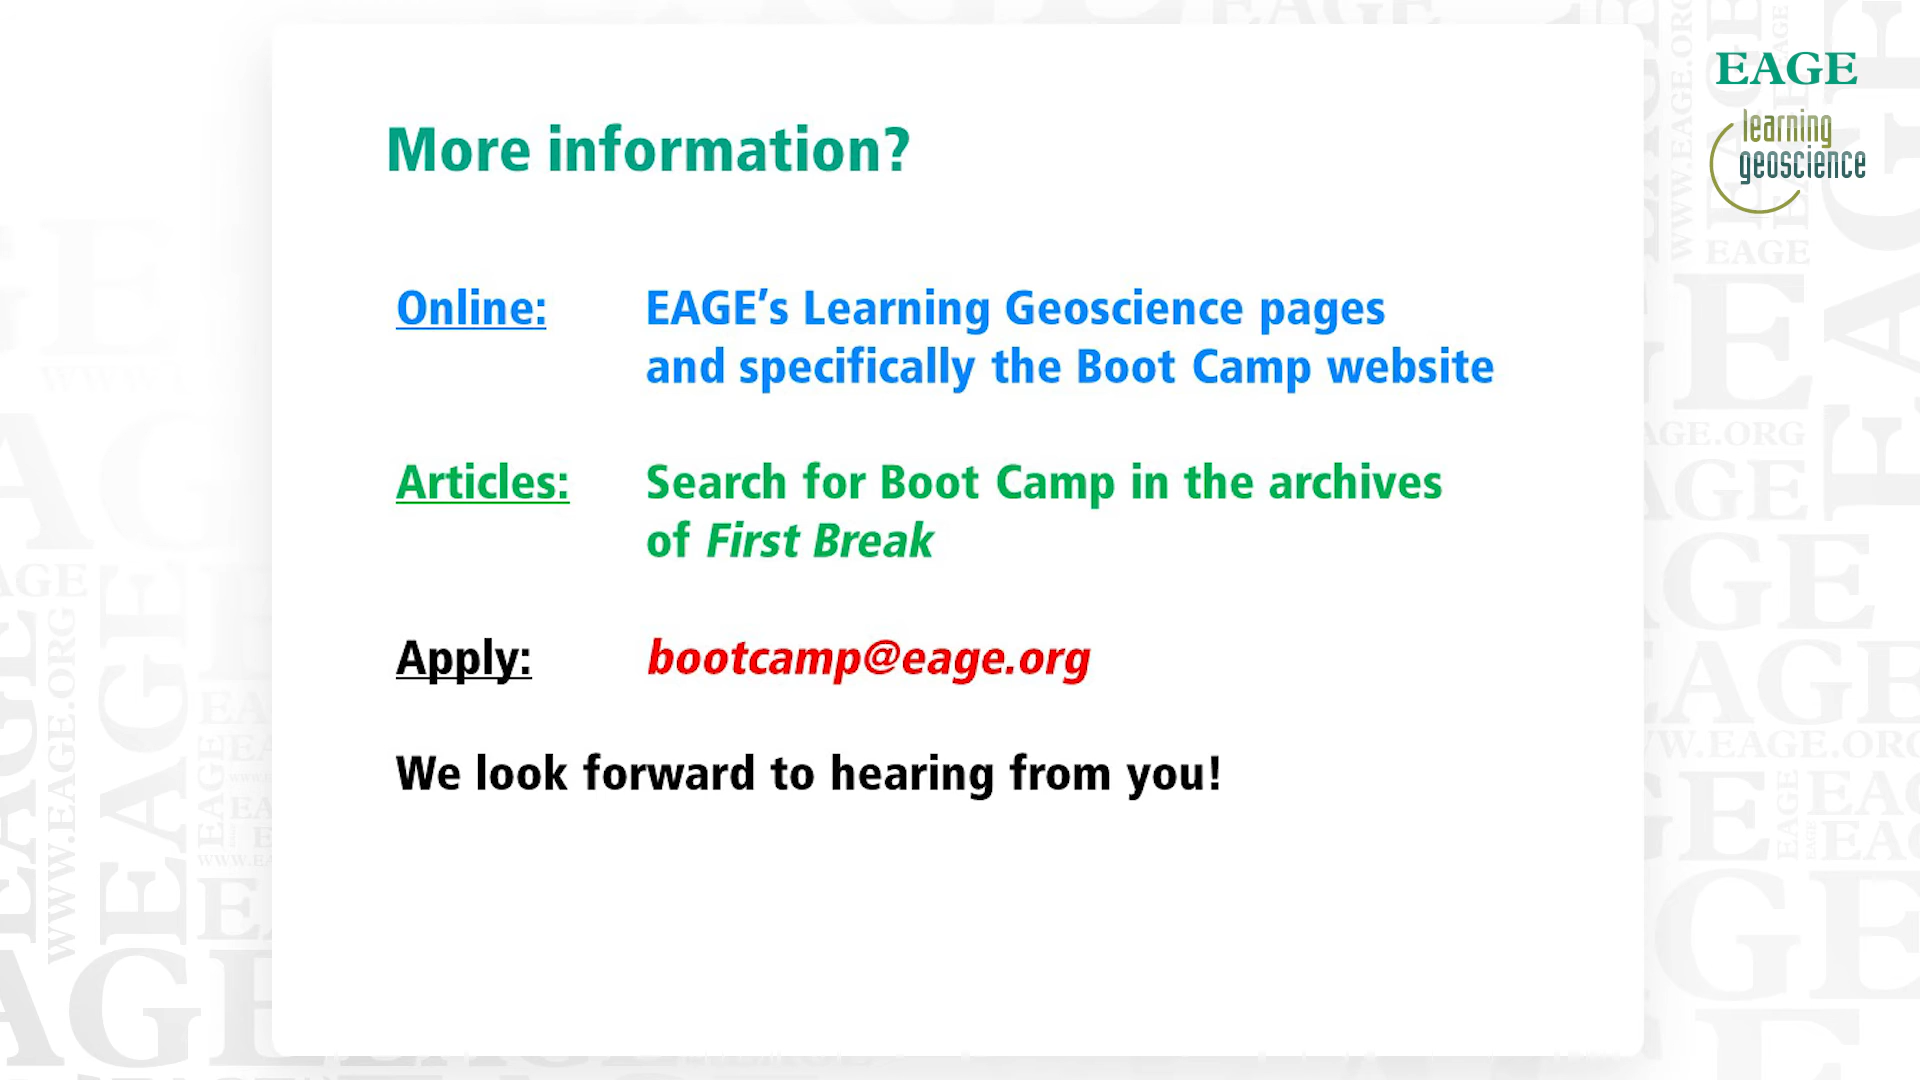 More information?
Online: EAGE’s Learning Geoscience pages
and specifically the Boot Camp website
Articles: Search for Boot Camp in the archives
of First Break
Apply: bootcamp@eage.org
We look forward to hearing from you!
EAGE
learning
geoscience